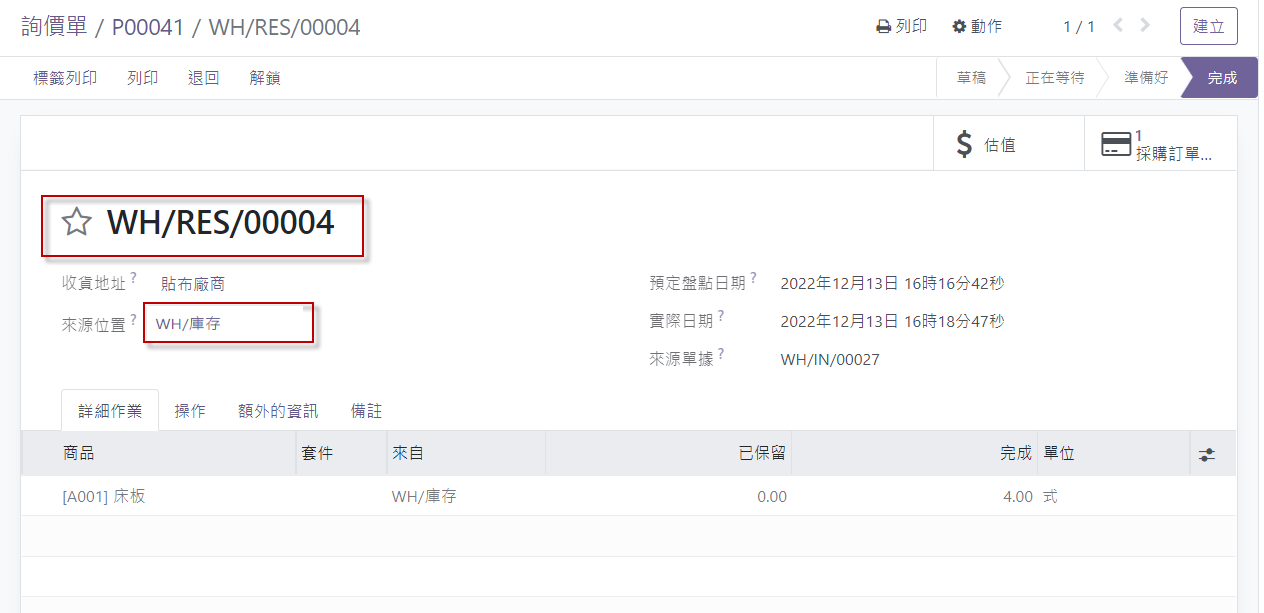 詢價單 / P00041 / WH/RES/00004
列印 動作 1 / 1 建立
標籤列印 列印 退回 解鎖 草稿 正在等待 準備好 完成
估值
1
採購訂單...
WH/RES/00004
收貨地址? 貼布廠商 預定盤點日期? 2022年12月13日 16時16分42秒
來源位置? WH/庫存 實際日期? 2022年12月13日 16時18分47秒
來源單據? WH/IN/00027
詳細作業 操作 額外的資訊 備註
商品 套件 來自 已保留 完成 單位
[A001] 床板 WH/庫存 0.00 4.00 式